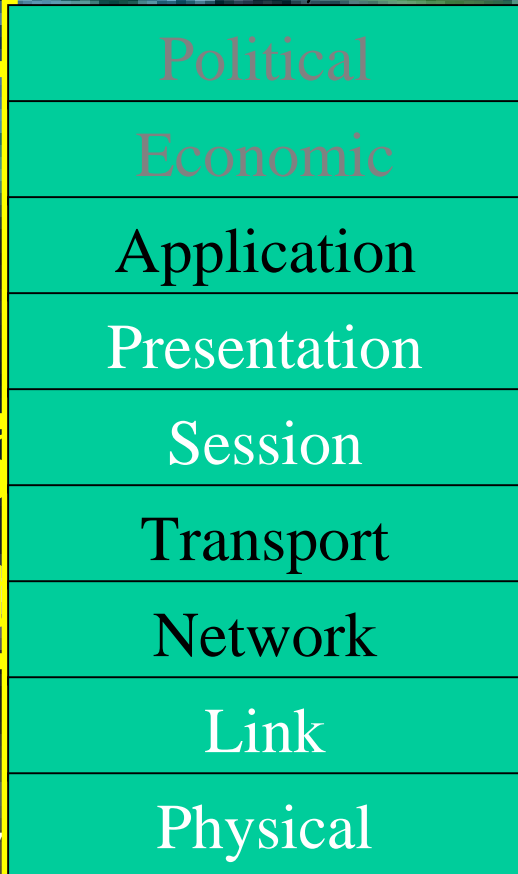 Political
Economic
Application
Presentation
Session
Transport
Network
Link
Physical